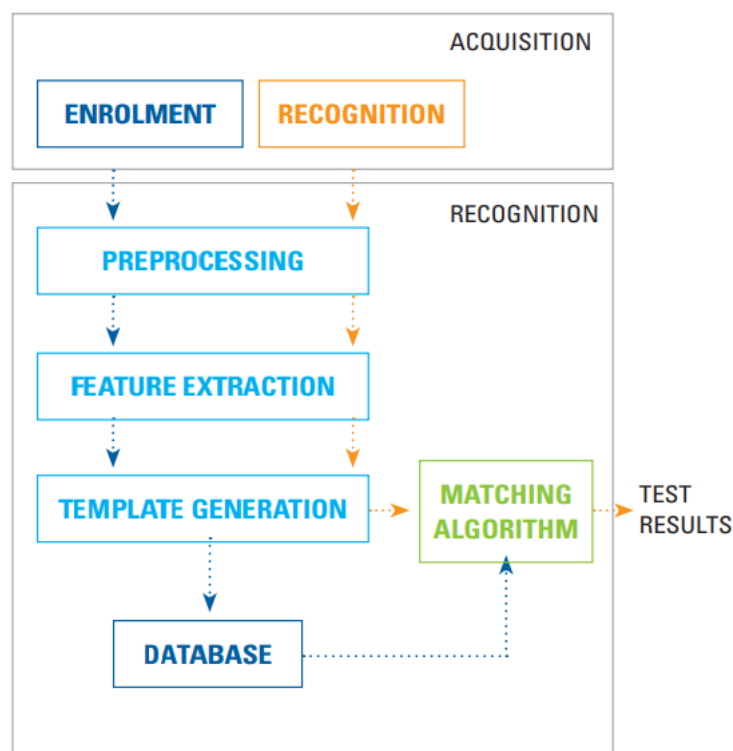 ACQUISITION
ENROLMENT
RECOGNITION
RECOGNITION
PREPROCESSING
FEATURE EXTRACTION
TEMPLATE GENERATION
MATCHING
ALGORITHM
TEST
RESULTS
DATABASE